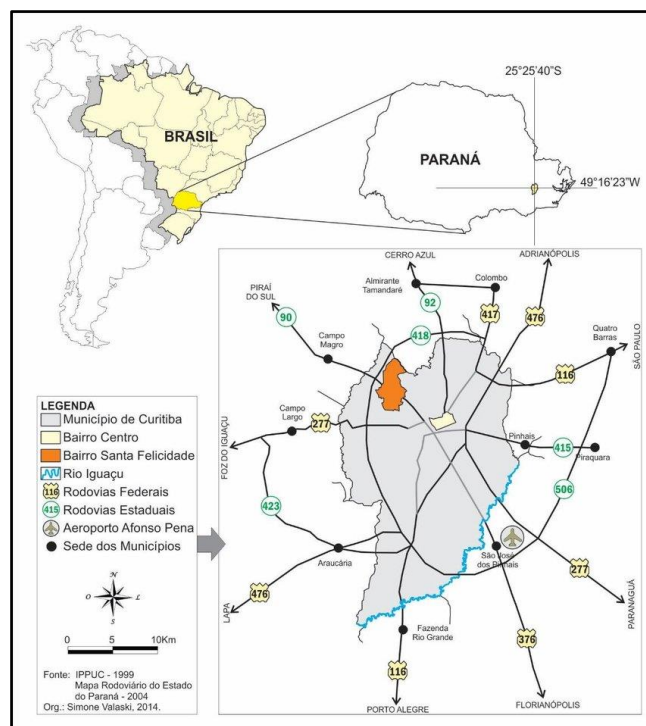 25°25'40"S
BRASIL
PARANÁ
49°16'23"W
CERRO AZUL
ADRIANÓPOLIS
PIRAÍ
DO SUL
Almirante
Tamandaré
Colombo
90
92
417
476
418
Campo
Magro
Quatro
Barras
SÃO PAULO
116
LEGENDA
Município de Curitiba
Bairro Centro
Bairro Santa Felicidade
Rio Iguaçu
116 Rodovias Federais
415 Rodovias Estaduais
Aeroporto Afonso Pena
Sede dos Municípios
N
O L
S
0 5 10Km
Fonte: IPPUC - 1999
Mapa Rodoviário do Estado
do Paraná - 2004
Org.: Simone Valaski, 2014.
Campo
Largo
277
FOZ DO IGUAÇU
Pinhais
415
Piraquara
506
423
Araucária
São José
dos Pinhais
476
LAPA
277
PARANAGUÁ
Fazenda
Rio Grande
376
116
PORTO ALEGRE
FLORIANÓPOLIS